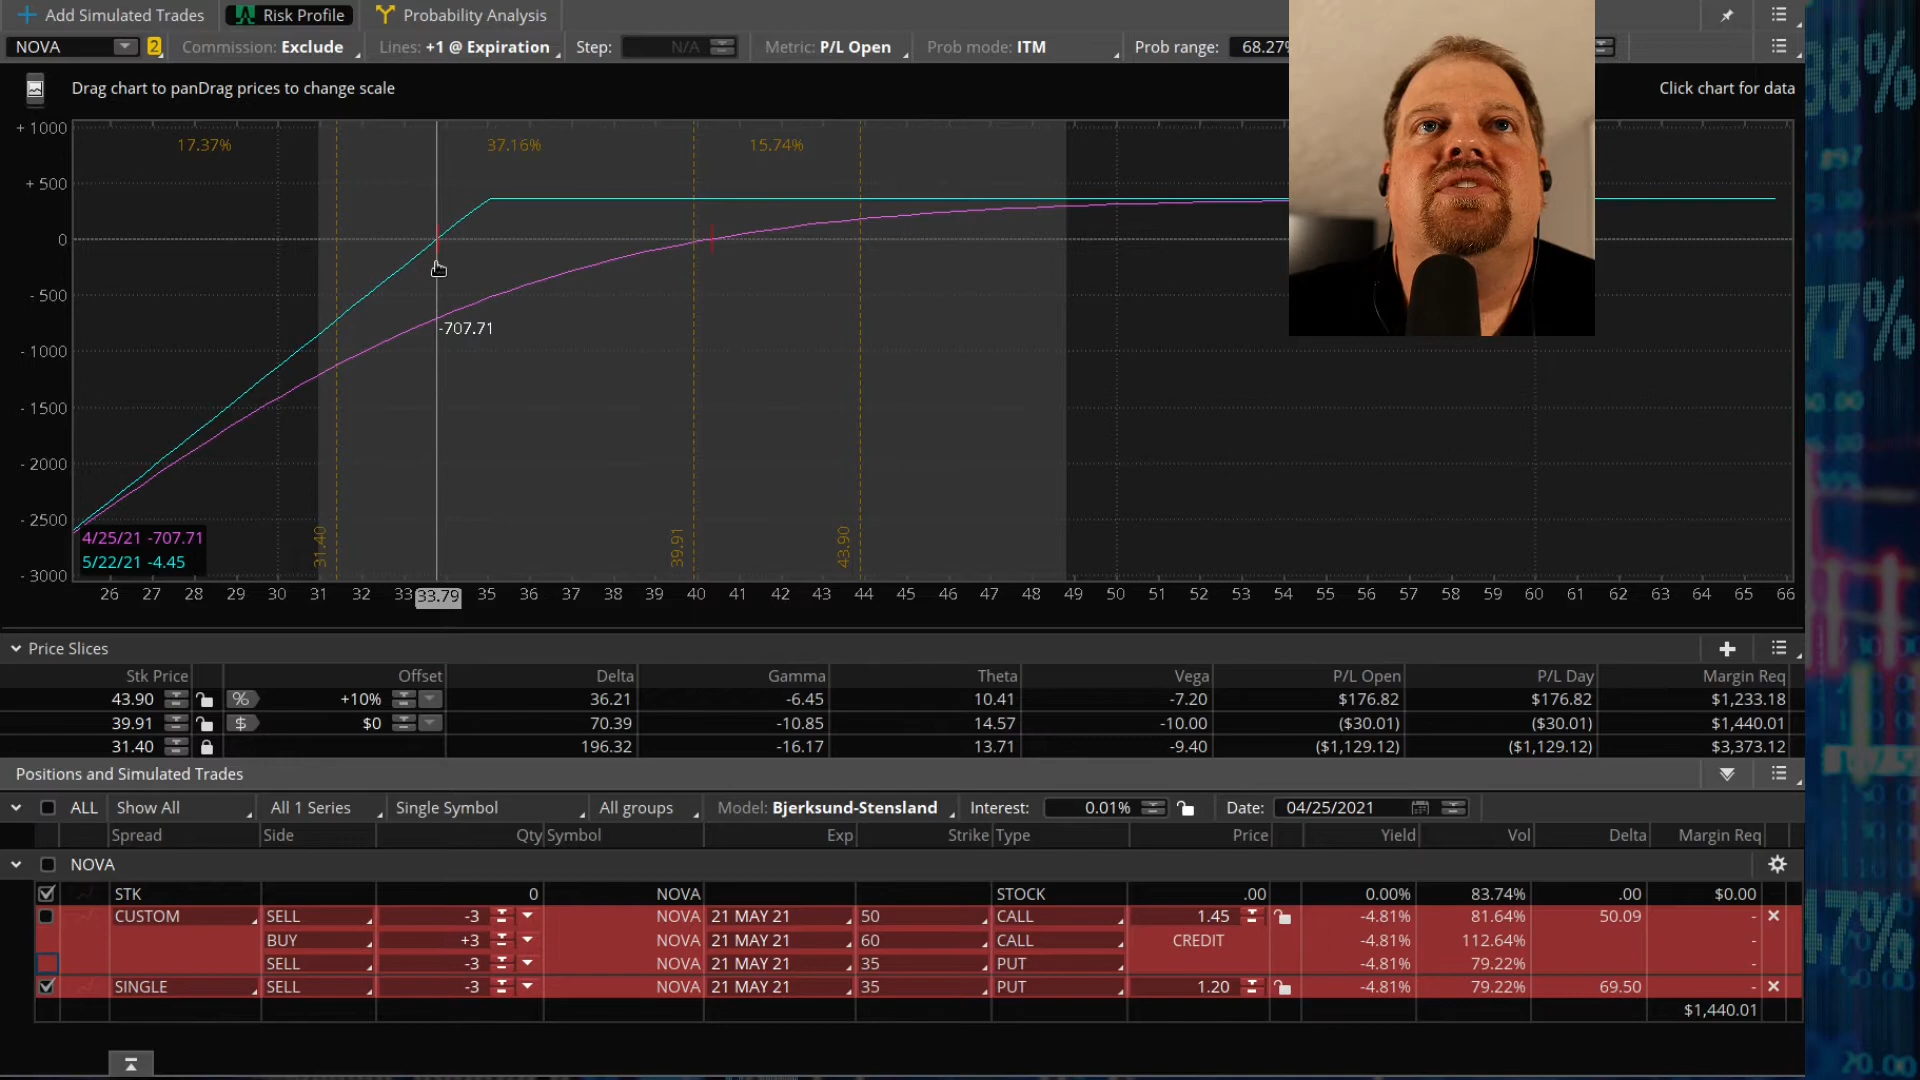 Add Simulated Trades Risk Profile Probability Analysis
NOVA 2 Commission: Exclude Lines: +1 @ Expiration Step: N/A Metric: P/L Open Prob mode: ITM Prob range: 68.27%
Drag chart to panDrag prices to change scale Click chart for data
+ 1000
17.37% 37.16% 15.74%
+ 500
0
- 500
-707.71
- 1000
- 1500
- 2000
- 2500
31.40 39.91 43.90
4/25/21 -707.71
5/22/21 -4.45
- 3000
26 27 28 29 30 31 32 33 33.79 35 36 37 38 39 40 41 42 43 44 45 46 47 48 49 50 51 52 53 54 55 56 57 58 59 60 61 62 63 64 65 66
Price Slices
Stk Price Offset Delta Gamma Theta Vega P/L Open P/L Day Margin Req
43.90 % +10% 36.21 -6.45 10.41 -7.20 $176.82 $176.82 $1,233.18
39.91 $ $0 70.39 -10.85 14.57 -10.00 ($30.01) ($30.01) $1,440.01
31.40 196.32 -16.17 13.71 -9.40 ($1,129.12) ($1,129.12) $3,373.12
Positions and Simulated Trades
ALL Show All All 1 Series Single Symbol All groups Model: Bjerksund-Stensland Interest: 0.01% Date: 04/25/2021
Spread Side Qty Symbol Exp Strike Type Price Yield Vol Delta Margin Req
NOVA
STK 0 NOVA STOCK .00 0.00% 83.74% .00 $0.00
CUSTOM SELL -3 NOVA 21 MAY 21 50 CALL 1.45 -4.81% 81.64% 50.09 -
BUY +3 NOVA 21 MAY 21 60 CALL CREDIT -4.81% 112.64% -
SELL -3 NOVA 21 MAY 21 35 PUT -4.81% 79.22% -
SINGLE SELL -3 NOVA 21 MAY 21 35 PUT 1.20 -4.81% 79.22% 69.50 -
$1,440.01